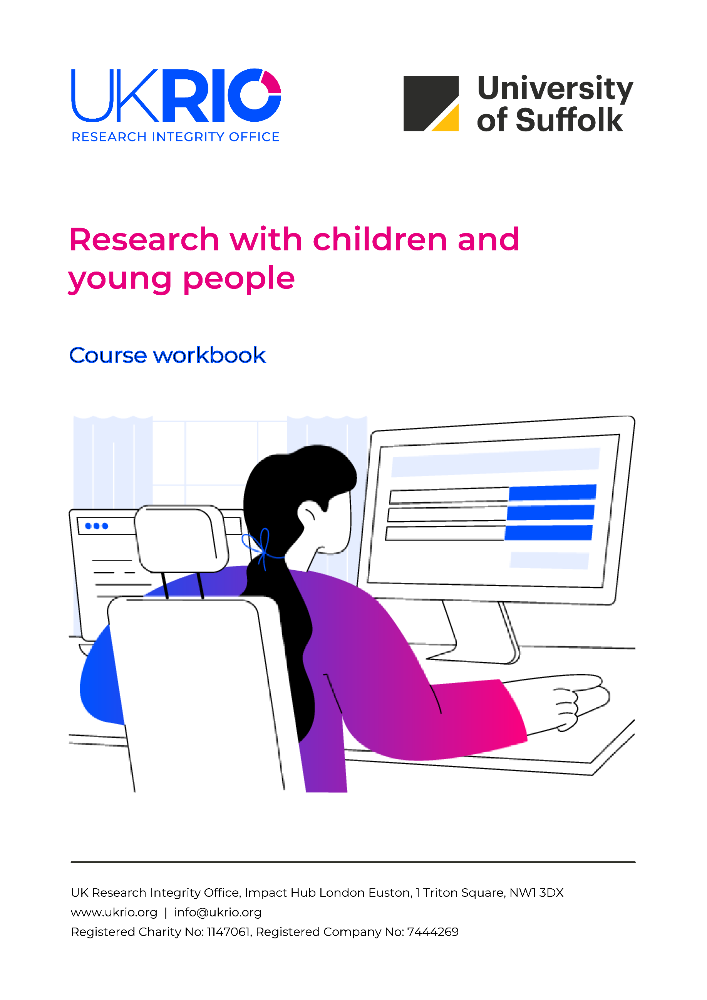 UKRIO
RESEARCH INTEGRITY OFFICE
University
of Suffolk
Research with children and
young people
Course workbook
UK Research Integrity Office, Impact Hub London Euston, 1 Triton Square, NW1 3DX
www.ukrio.org | info@ukrio.org
Registered Charity No: 1147061, Registered Company No: 7444269